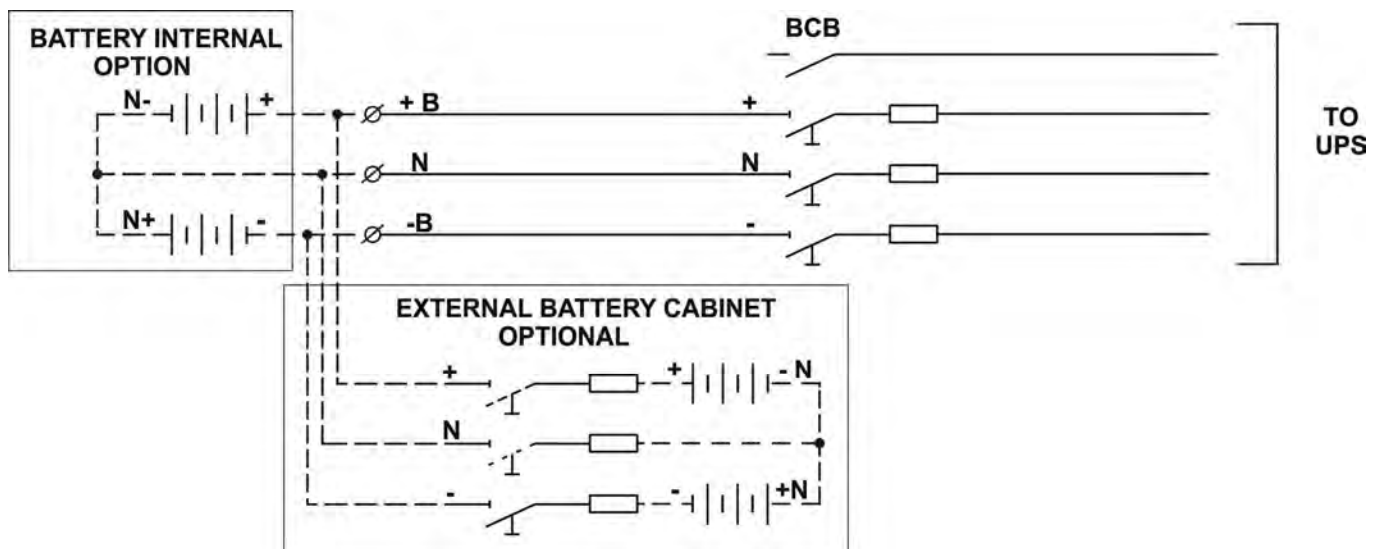 BATTERY INTERNAL
OPTION
BCB
N- +
+ B +
N N
N+ -
-B -
TO
UPS
EXTERNAL BATTERY CABINET
OPTIONAL
+ + - N
N
- - +N